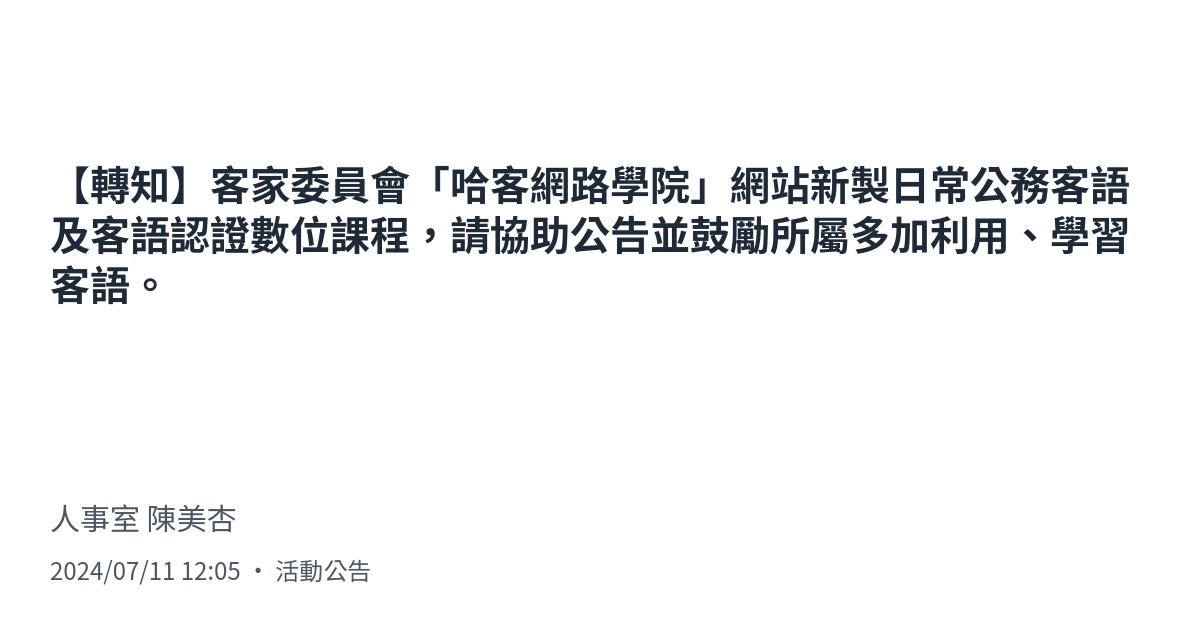 【轉知】客家委員會「哈客網路學院」網站新製日常公務客語
及客語認證數位課程，請協助公告並鼓勵所屬多加利用、學習
客語。
人事室 陳美杏
2024/07/11 12:05 • 活動公告